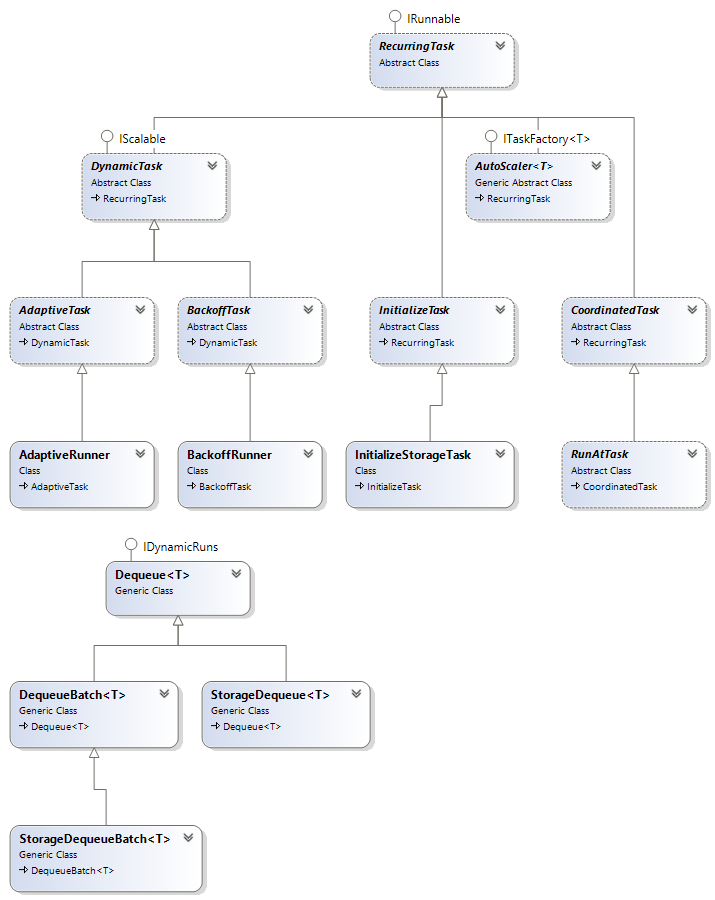 IRunnable
RecurringTask
Abstract Class
IScalable
ITaskFactory<T>
DynamicTask
Abstract Class
RecurringTask
AutoScaler<T>
Generic Abstract Class
RecurringTask
AdaptiveTask
Abstract Class
DynamicTask
BackoffTask
Abstract Class
DynamicTask
InitializeTask
Abstract Class
RecurringTask
CoordinatedTask
Abstract Class
RecurringTask
AdaptiveRunner
Class
AdaptiveTask
BackoffRunner
Class
BackoffTask
InitializeStorageTask
Class
InitializeTask
RunAtTask
Abstract Class
CoordinatedTask
IDynamicRuns
Dequeue<T>
Generic Class
DequeueBatch<T>
Generic Class
Dequeue<T>
StorageDequeue<T>
Generic Class
Dequeue<T>
StorageDequeueBatch<T>
Generic Class
DequeueBatch<T>